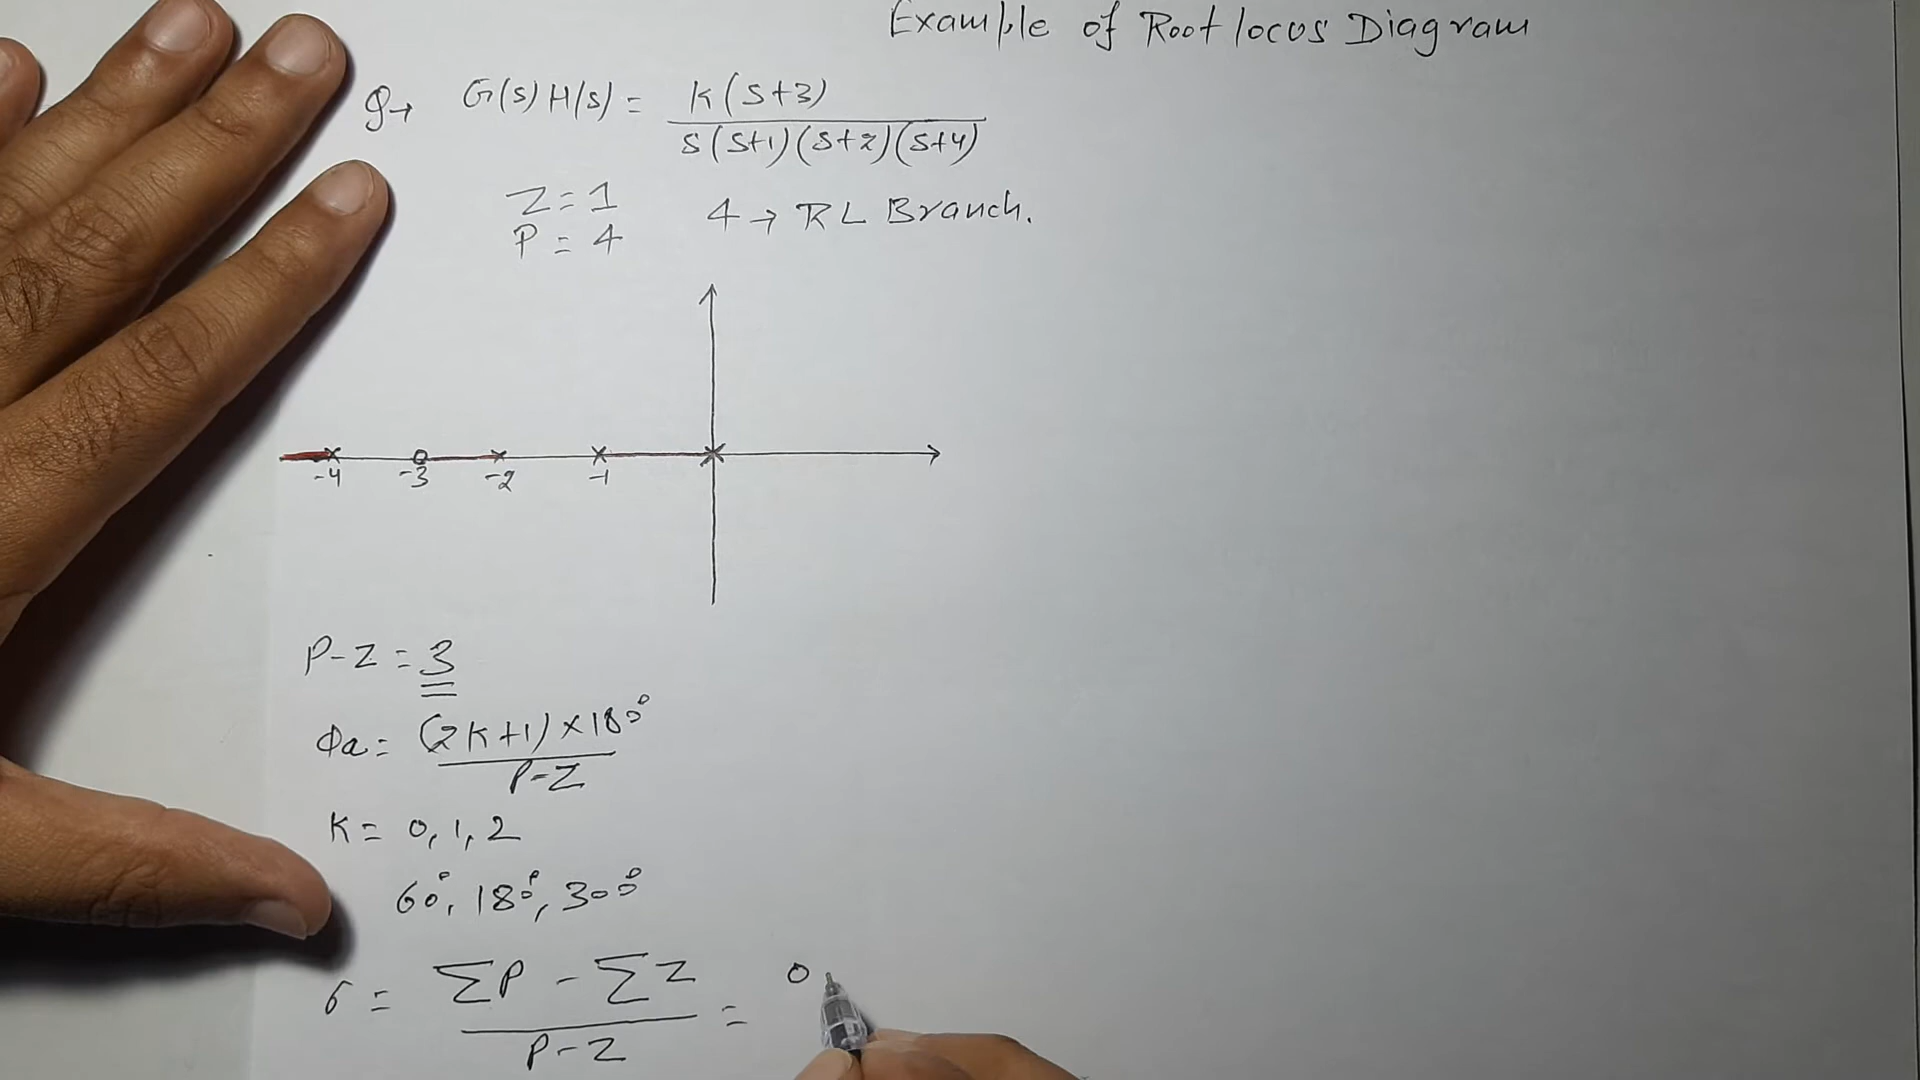 Example of Root locus Diagram
Q→ G(s)H(s) = K(s+3)
s(s+1)(s+2)(s+4)
Z = 1
4 → RL Branch.
P = 4
-4 -3 -2 -1
P-Z = 3
Φa = (2K+1)×180°
P-Z
K = 0, 1, 2
60°, 180°, 300°
σ = ΣP - ΣZ = 0
P-Z